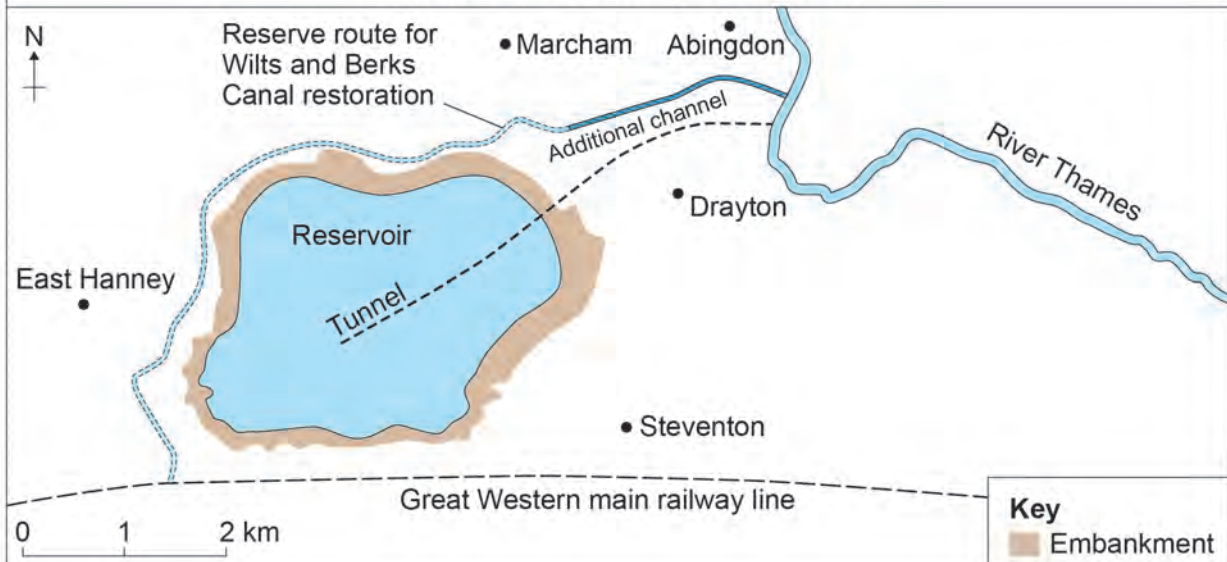 N
Reserve route for
Wilts and Berks
Canal restoration
Marcham
Abingdon
Additional channel
River Thames
Drayton
Reservoir
East Hanney
Tunnel
Steventon
Great Western main railway line
0 1 2 km
Key
Embankment